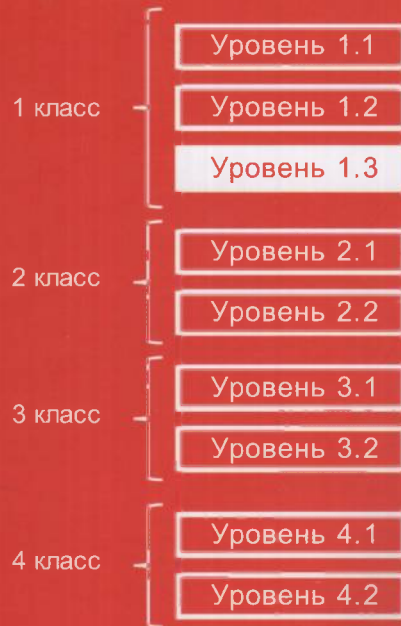 Уровень 1.1
1 класс
Уровень 1.2
Уровень 1.3
Уровень 2.1
2 класс
Уровень 2.2
Уровень 3.1
3 класс
Уровень 3.2
Уровень 4.1
4 класс
Уровень 4.2